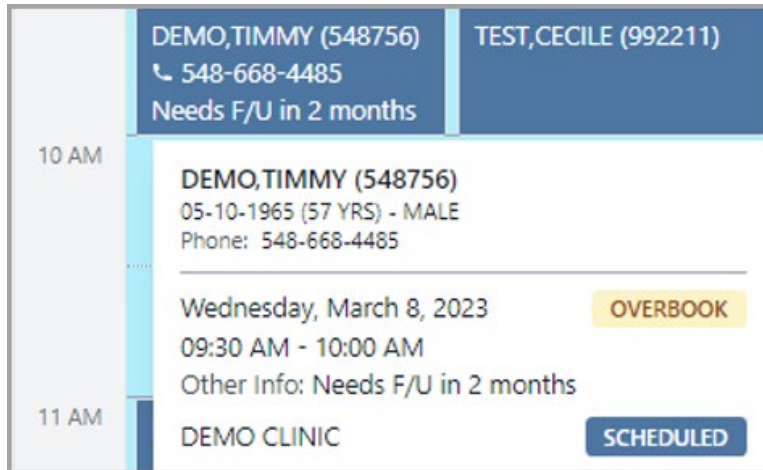 DEMO,TIMMY (548756)
548-668-4485
Needs F/U in 2 months
TEST,CECILE (992211)
10 AM
DEMO,TIMMY (548756)
05-10-1965 (57 YRS) - MALE
Phone: 548-668-4485
Wednesday, March 8, 2023
OVERBOOK
09:30 AM - 10:00 AM
Other Info: Needs F/U in 2 months
11 AM
DEMO CLINIC
SCHEDULED